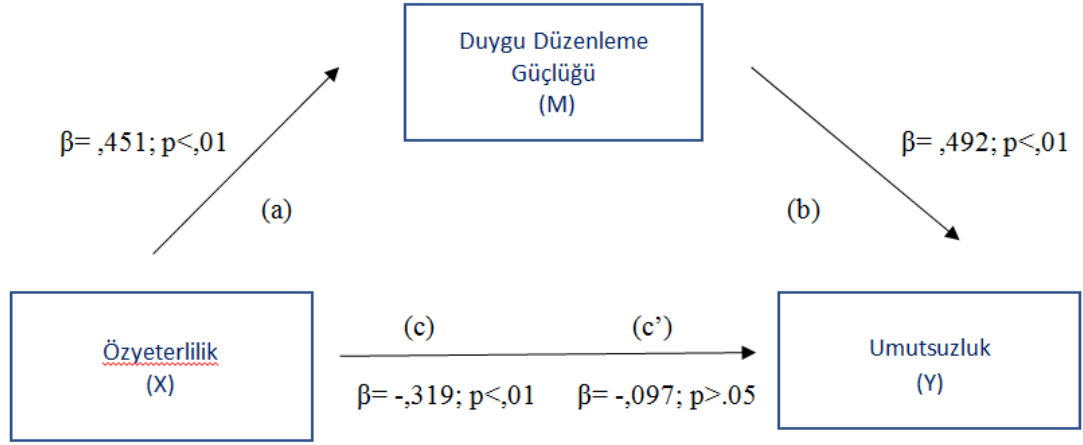 Duygu Düzenleme
Güçlüğü
(M)
β= ,451; p<,01
β= ,492; p<,01
(a)
(b)
Özyeterlilik
(X)
(c)
(c’)
β= -,319; p<,01
β= -,097; p>.05
Umutsuzluk
(Y)